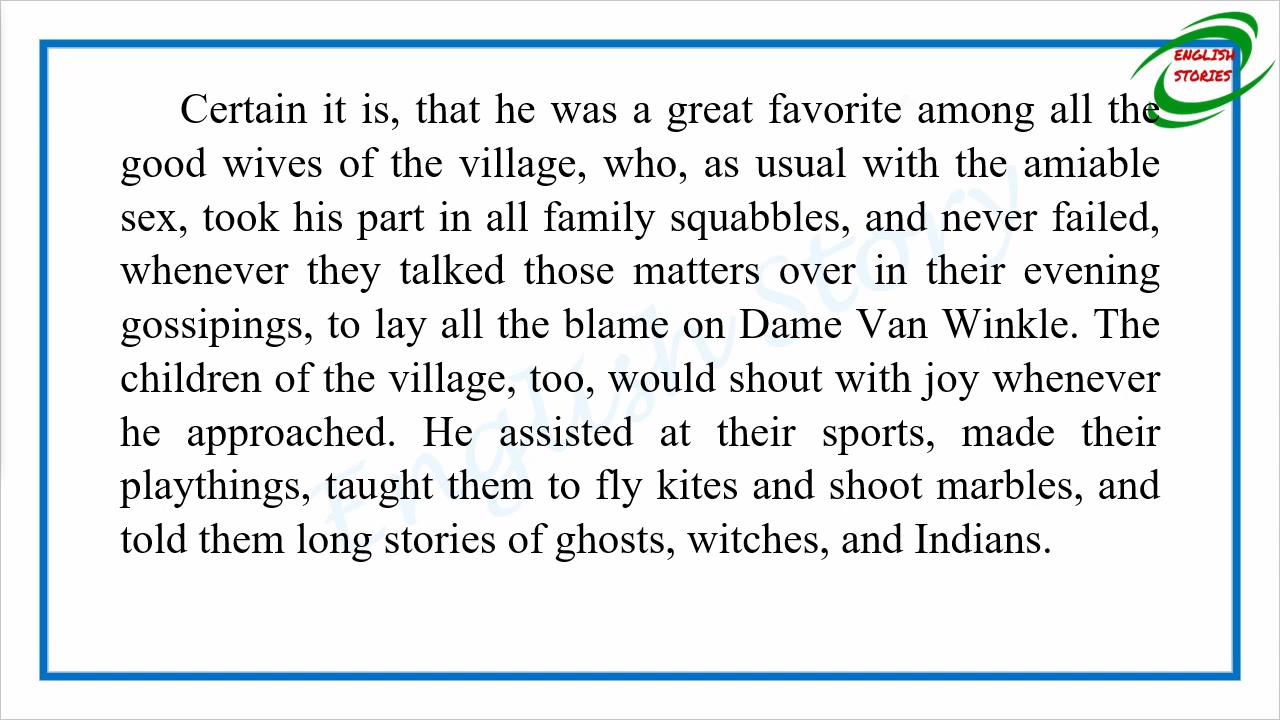 ENGLISH
STORIES
Certain it is, that he was a great favorite among all the
good wives of the village, who, as usual with the amiable
sex, took his part in all family squabbles, and never failed,
whenever they talked those matters over in their evening
gossipings, to lay all the blame on Dame Van Winkle. The
children of the village, too, would shout with joy whenever
he approached. He assisted at their sports, made their
playthings, taught them to fly kites and shoot marbles, and
told them long stories of ghosts, witches, and Indians.
English Story